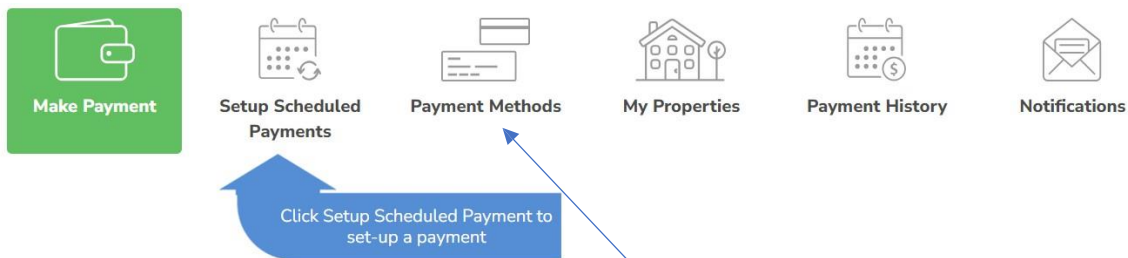 Make Payment
Setup Scheduled
Payments
Payment Methods
My Properties
Payment History
Notifications
Click Setup Scheduled Payment to
set-up a payment